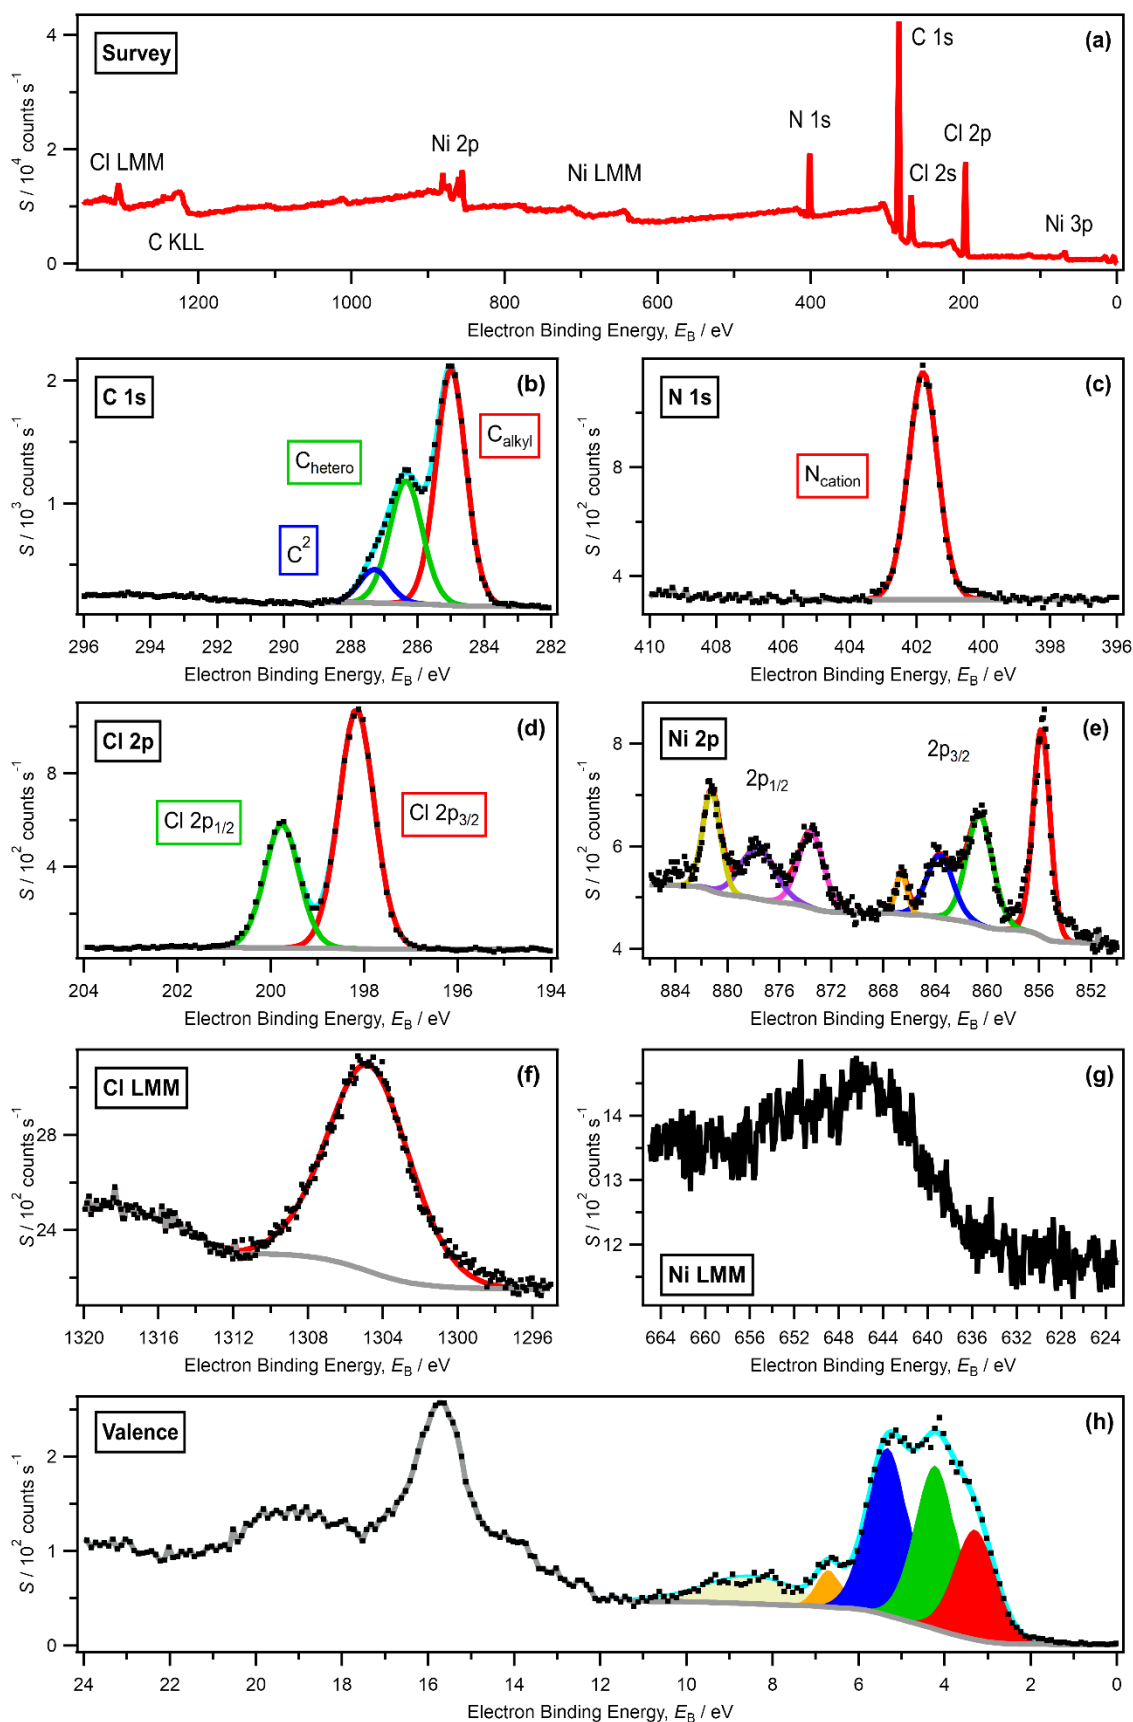 Survey
(a)
C 1s
Cl LMM
Ni 2p
Ni LMM
N 1s
Cl 2p
Cl 2s
C KLL
Ni 3p
S / 10⁴ counts s⁻¹
4
2
0
1200 1000 800 600 400 200 0
Electron Binding Energy, E_B / eV
C 1s
(b)
C_alkyl
C_hetero
C²
S / 10³ counts s⁻¹
2
1
296 294 292 290 288 286 284 282
Electron Binding Energy, E_B / eV
N 1s
(c)
N_cation
S / 10² counts s⁻¹
8
4
410 408 406 404 402 400 398 396
Electron Binding Energy, E_B / eV
Cl 2p
(d)
Cl 2p_1/2
Cl 2p_3/2
S / 10² counts s⁻¹
8
4
204 202 200 198 196 194
Electron Binding Energy, E_B / eV
Ni 2p
(e)
2p_3/2
2p_1/2
S / 10² counts s⁻¹
8
6
4
884 880 876 872 868 864 860 856 852
Electron Binding Energy, E_B / eV
Cl LMM
(f)
S / 10² counts s⁻¹
28
24
1320 1316 1312 1308 1304 1300 1296
Electron Binding Energy, E_B / eV
(g)
Ni LMM
S / 10² counts s⁻¹
14
13
12
664 660 656 652 648 644 640 636 632 628 624
Electron Binding Energy, E_B / eV
Valence
(h)
S / 10² counts s⁻¹
2
1
0
24 22 20 18 16 14 12 10 8 6 4 2 0
Electron Binding Energy, E_B / eV